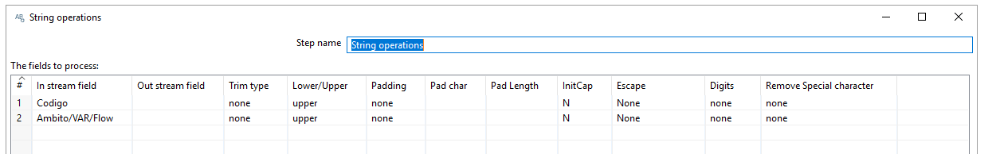 String operations
Step name String operations
The fields to process:
# In stream field Out stream field Trim type Lower/Upper Padding Pad char Pad Length InitCap Escape Digits Remove Special character
1 Codigo none upper none N None none none
2 Ambito/VAR/Flow none upper none N None none none